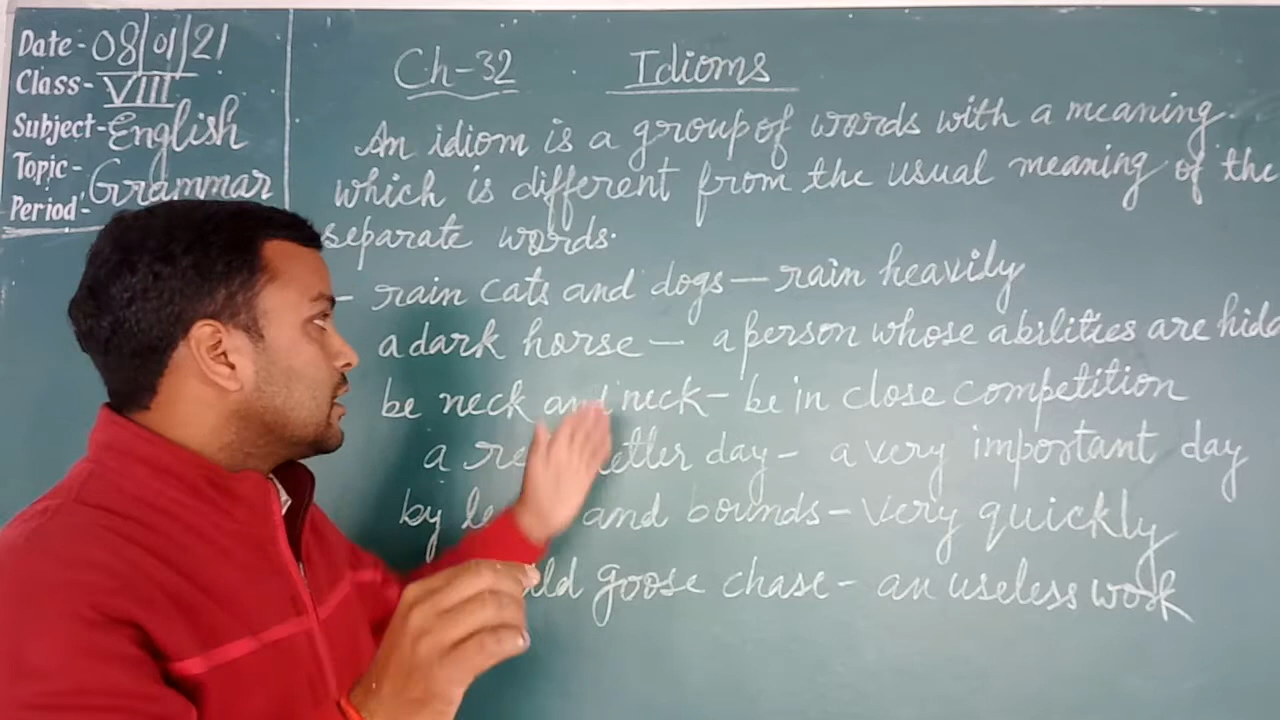 Date - 08/01/21
Class - VIII
Subject - English
Topic - Grammar
Period -
Ch-32 Idioms
An idiom is a group of words with a meaning
which is different from the usual meaning of the
separate words.
- rain cats and dogs - rain heavily
a dark horse - a person whose abilities are
be neck and neck - be in close competition
a letter day - a very important day
by and bounds - very quickly
goose chase - an useless work